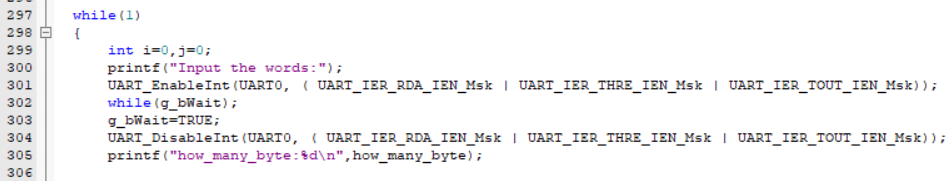 297 while(1)
298 {
299 int i=0,j=0;
300 printf("Input the words:");
301 UART_EnableInt(UART0, ( UART_IER_RDA_IEN_Msk | UART_IER_THRE_IEN_Msk | UART_IER_TOUT_IEN_Msk));
302 while(g_bWait);
303 g_bWait=TRUE;
304 UART_DisableInt(UART0, ( UART_IER_RDA_IEN_Msk | UART_IER_THRE_IEN_Msk | UART_IER_TOUT_IEN_Msk));
305 printf("how_many_byte:%d\n",how_many_byte);
306